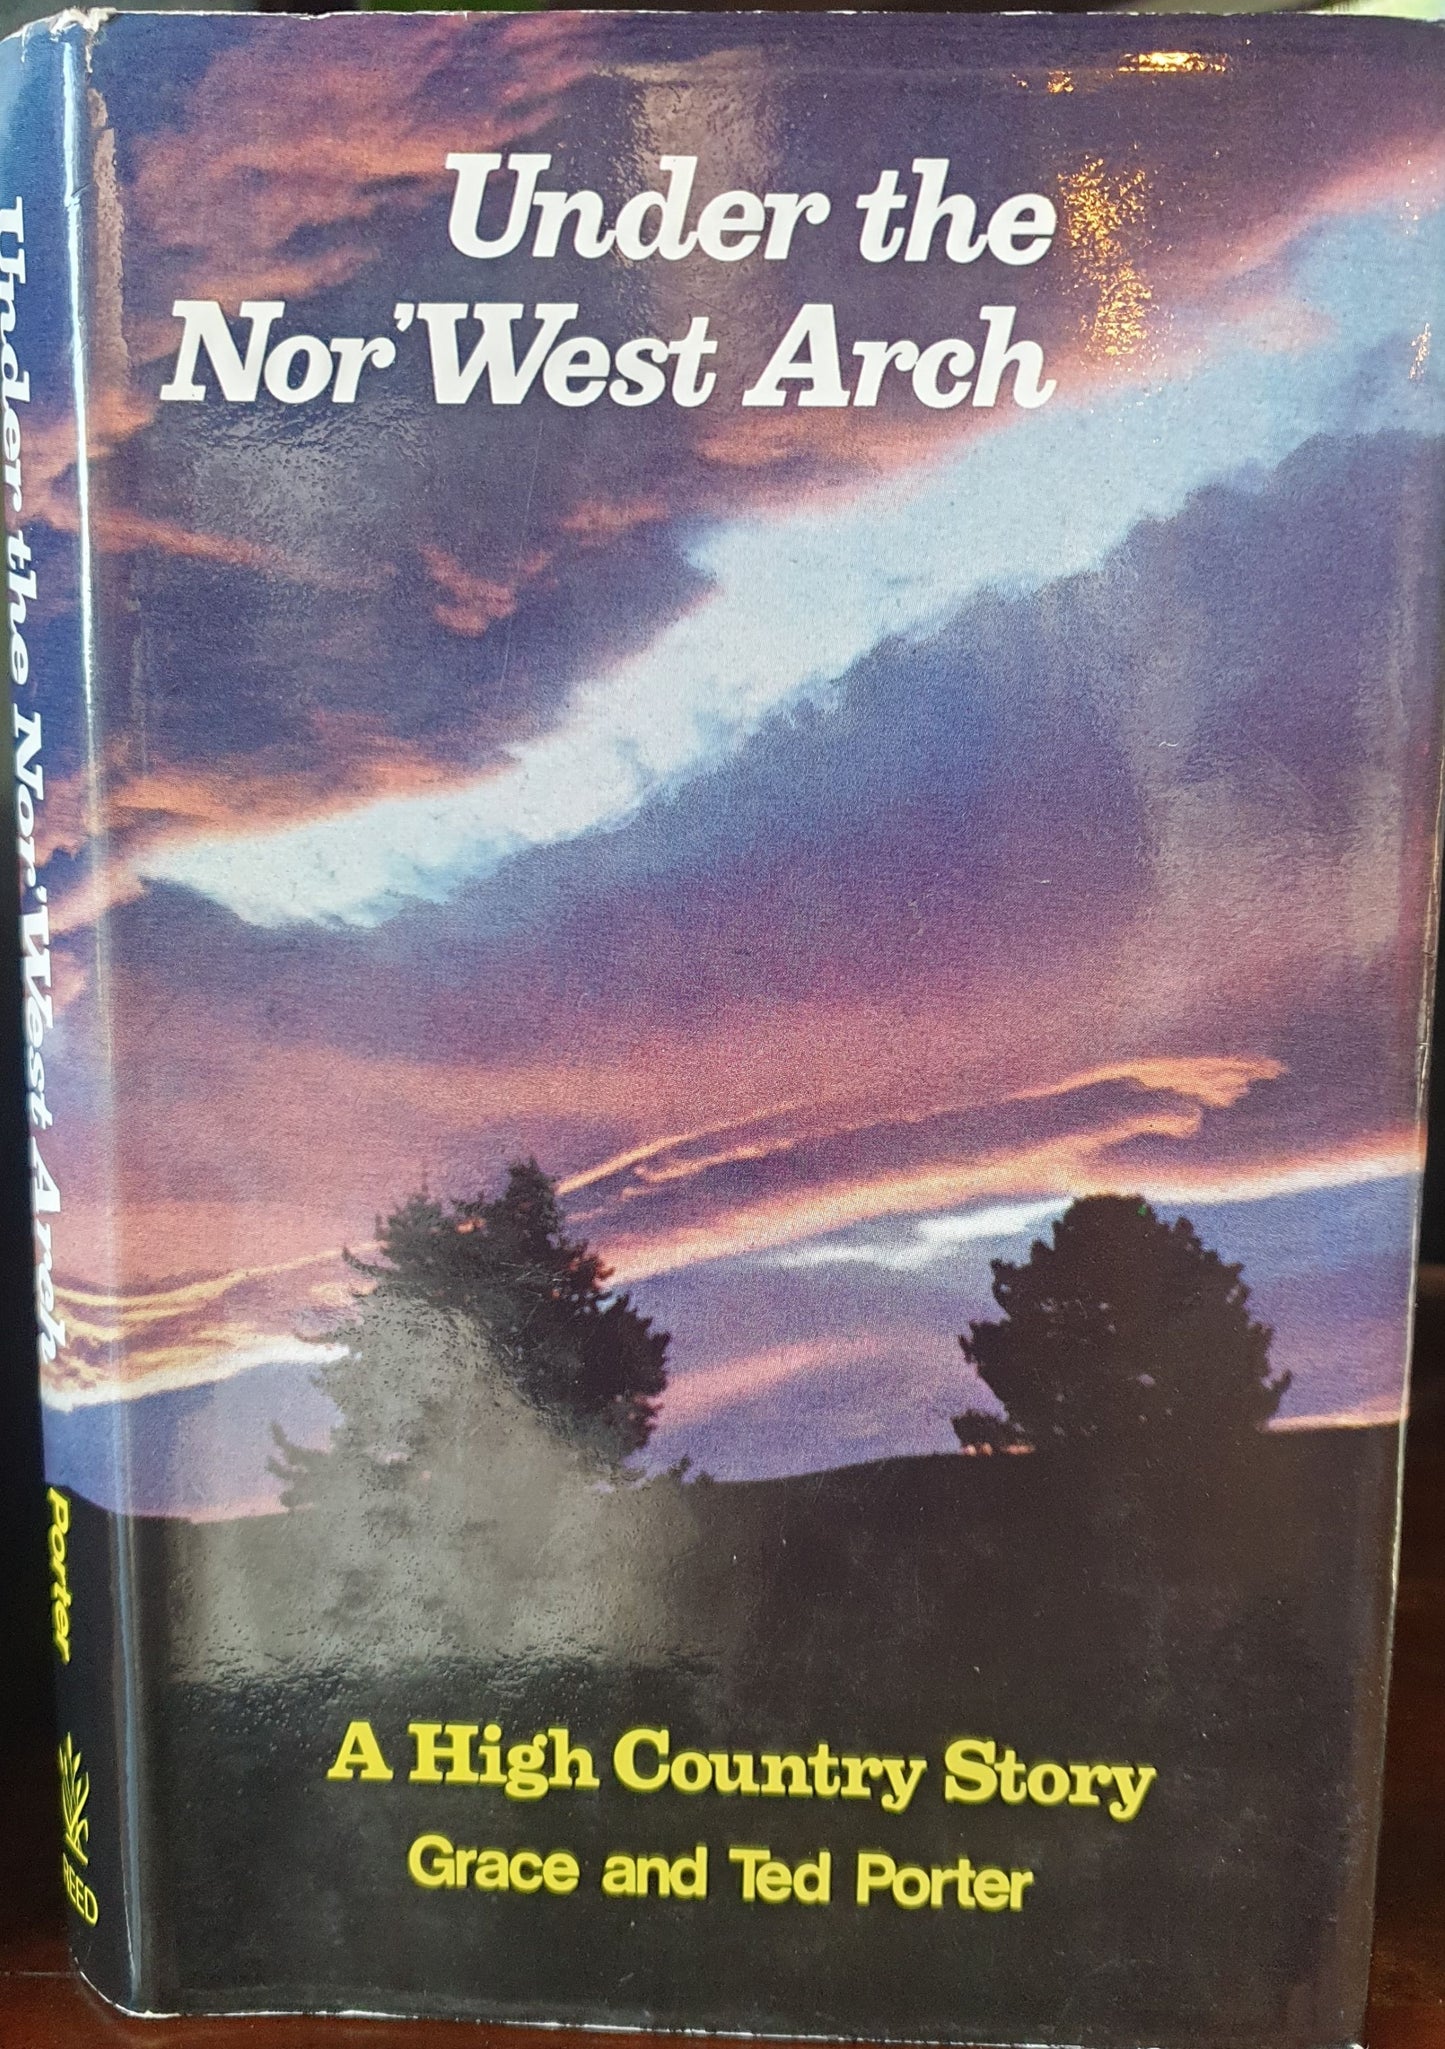 Under the
Nor'West Arch
A High Country Story
Grace and Ted Porter
Under the Nor'West Arch
Porter
REED